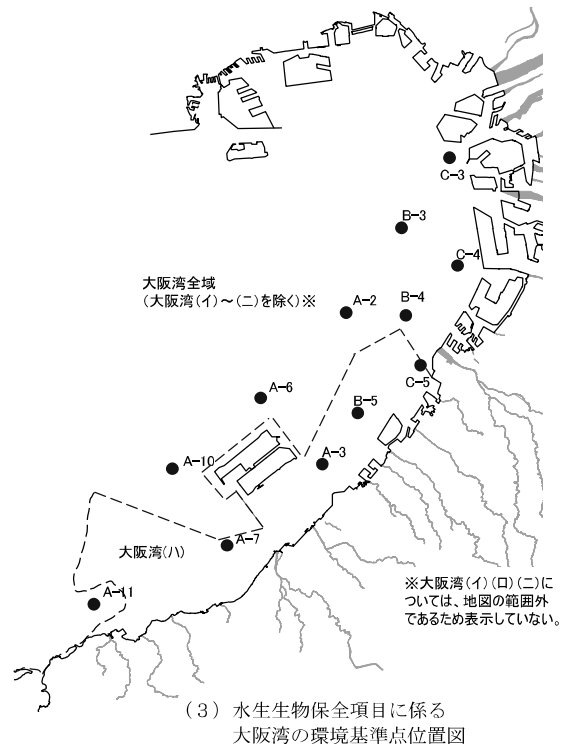 C-3
B-3
C-4
大阪湾全域
(大阪湾(イ)～(ニ)を除く)※
A-2
B-4
C-5
A-6
B-5
A-10
A-3
大阪湾(ハ)
A-7
A-11
※大阪湾(イ)(ロ)(ニ)に
ついては、地図の範囲外
であるため表示していない。
(3) 水生生物保全項目に係る
大阪湾の環境基準点位置図